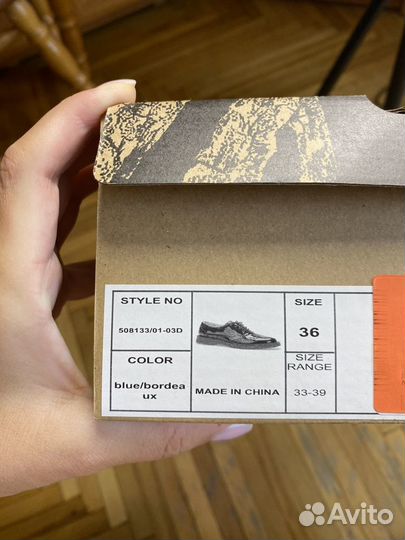 STYLE NO
508133/01-03D
COLOR
blue/bordea
ux
MADE IN CHINA
SIZE
36
SIZE
RANGE
33-39
Avito